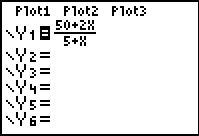 Plot1 Plot2 Plot3
\Y1=(50+2X)/(5+X)
\Y2=
\Y3=
\Y4=
\Y5=
\Y6=